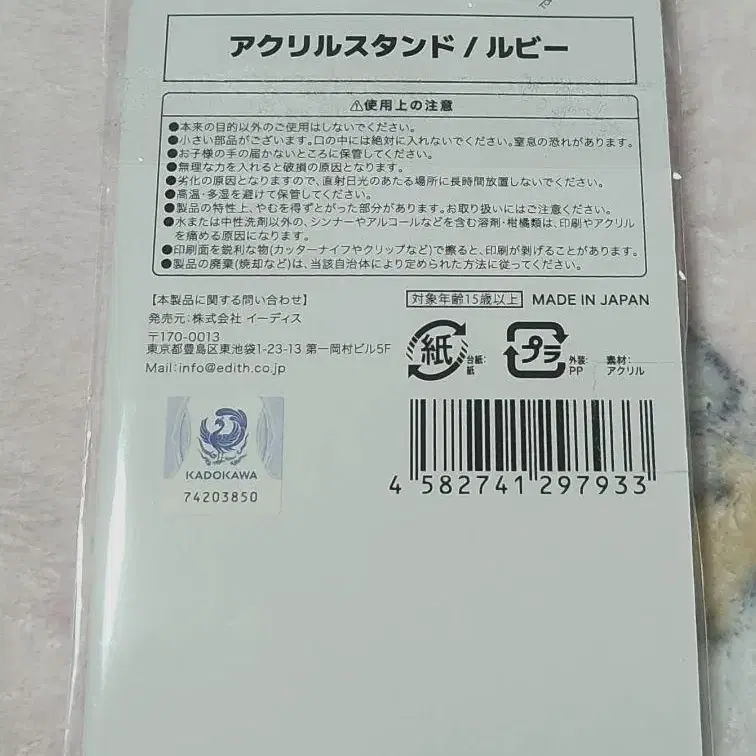 アクリルスタンド / ルビー
⚠使用上の注意
●本来の目的以外のご使用はしないでください。
●小さい部品がございます。口の中には絶対に入れないでください。窒息の恐れがあります。
●お子様の手の届かないところに保管してください。
●無理な力を入れると破損の原因となります。
●劣化の原因となりますので、直射日光のあたる場所に長時間放置しないでください。
●高温・多湿を避けて保管してください。
●製品の特性上、やむを得ずとがった部分があります。お取り扱いにはご注意ください。
●水または中性洗剤以外の、シンナーやアルコールなどを含む溶剤・柑橘類は、印刷やアクリル
を痛める原因になります。
●印刷面を鋭利な物(カッターナイフやクリップなど)で擦ると、印刷が剥げることがあります。
●製品の廃棄(焼却など)は、当該自治体により定められた方法に従ってください。
【本製品に関する問い合わせ】
発売元:株式会社 イーディス
〒170-0013
東京都豊島区東池袋1-23-13 第一岡村ビル5F
Mail:info@edith.co.jp
対象年齢15歳以上 MADE IN JAPAN
紙 台紙:紙 プラ 外装:PP 素材:アクリル
KADOKAWA
74203850
4 582741 297933